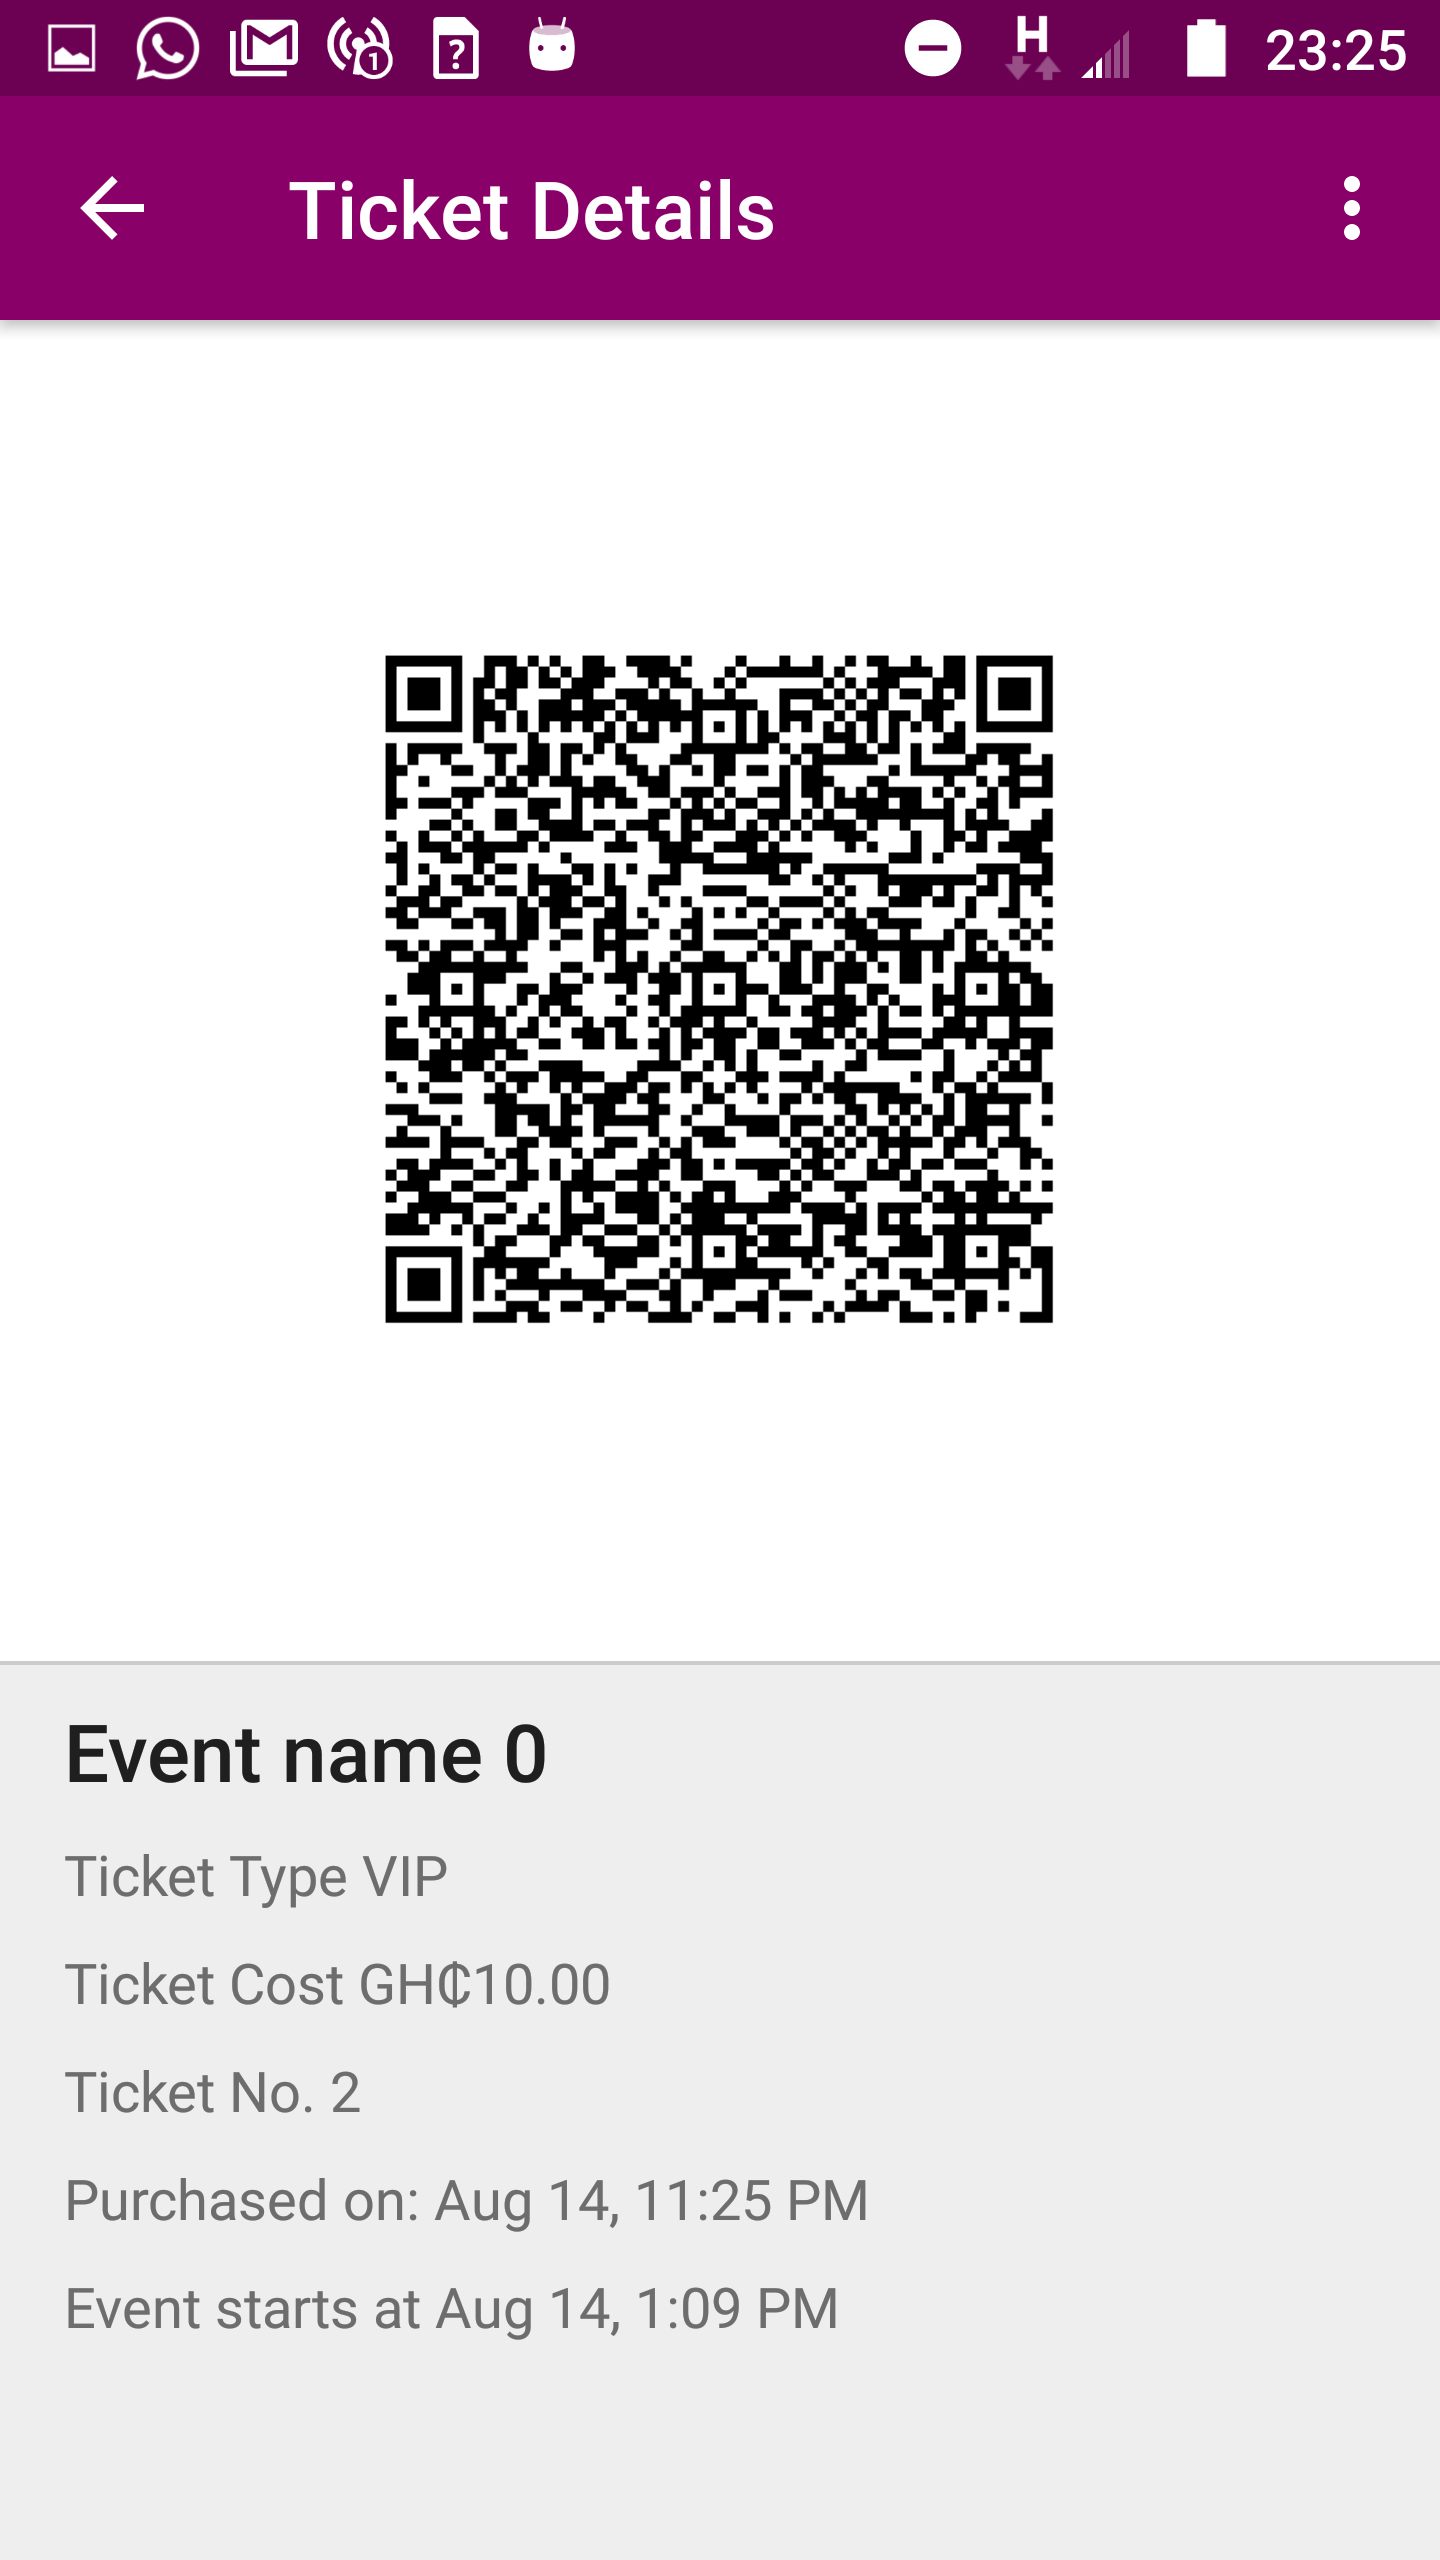 23:25
Ticket Details
Event name 0
Ticket Type VIP
Ticket Cost GH₵10.00
Ticket No. 2
Purchased on: Aug 14, 11:25 PM
Event starts at Aug 14, 1:09 PM